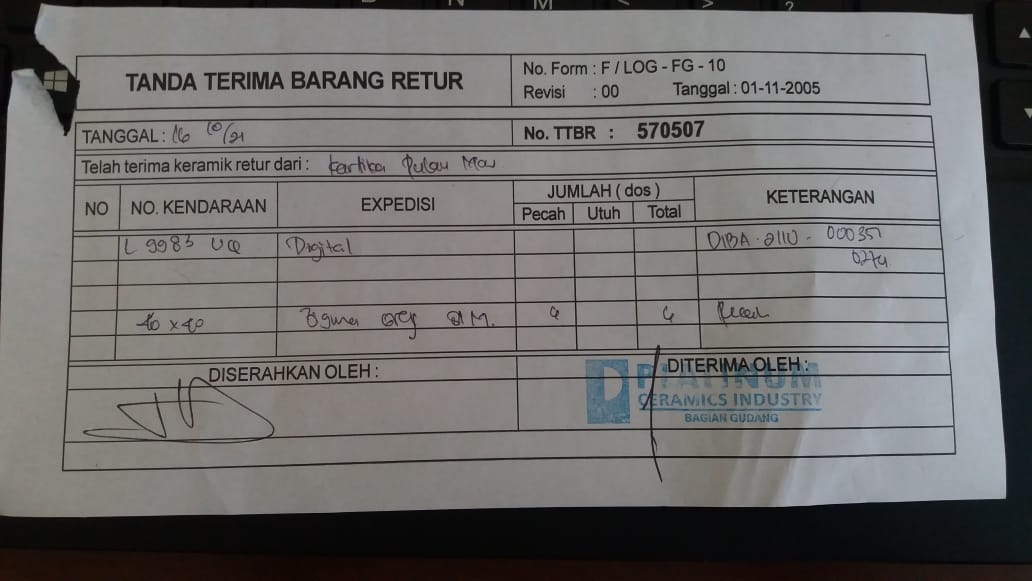 TANDA TERIMA BARANG RETUR
No. Form : F / LOG - FG - 10
Revisi : 00 Tanggal : 01-11-2005
TANGGAL : 16 10/21
No. TTBR : 570507
Telah terima keramik retur dari : Kartika Pulau Mas
NO NO. KENDARAAN EXPEDISI JUMLAH ( dos ) KETERANGAN
Pecah Utuh Total
L 9983 UQ Digital DIBA . 2110 - 000351
0274
40 x 40 grey 4 4 Pecah
DISERAHKAN OLEH :
DITERIMA OLEH :
PLATINUM
CERAMICS INDUSTRY
BAGIAN GUDANG